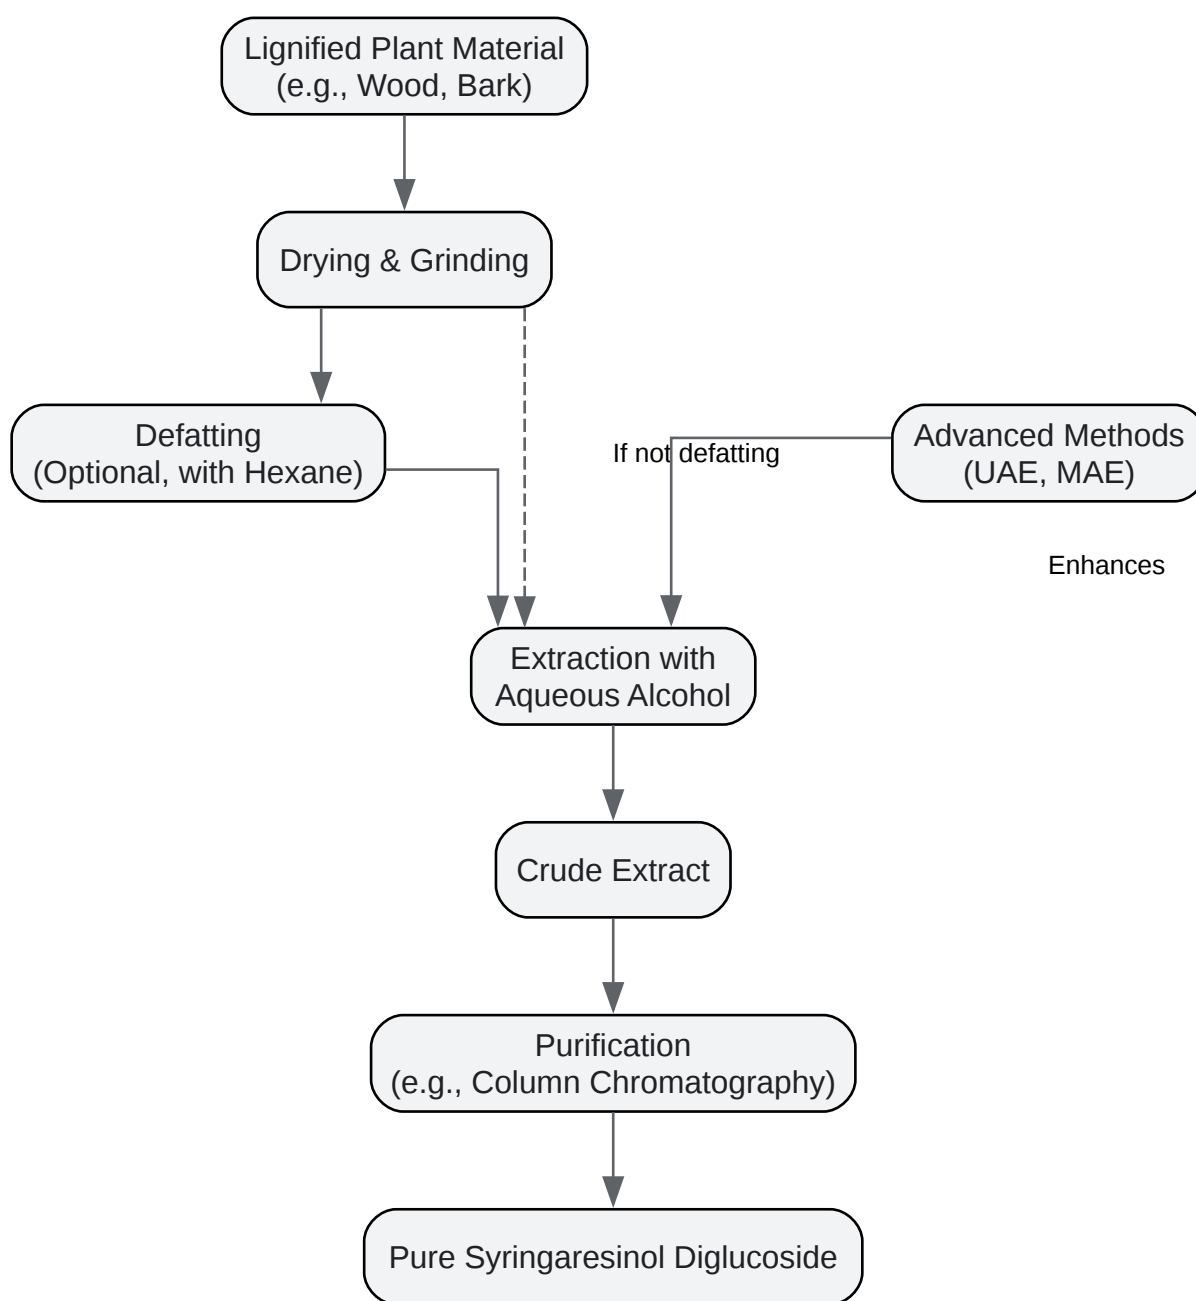 Lignified Plant Material
(e.g., Wood, Bark)
Drying & Grinding
Defatting
(Optional, with Hexane)
If not defatting
Advanced Methods
(UAE, MAE)
Enhances
Extraction with
Aqueous Alcohol
Crude Extract
Purification
(e.g., Column Chromatography)
Pure Syringaresinol Diglucoside